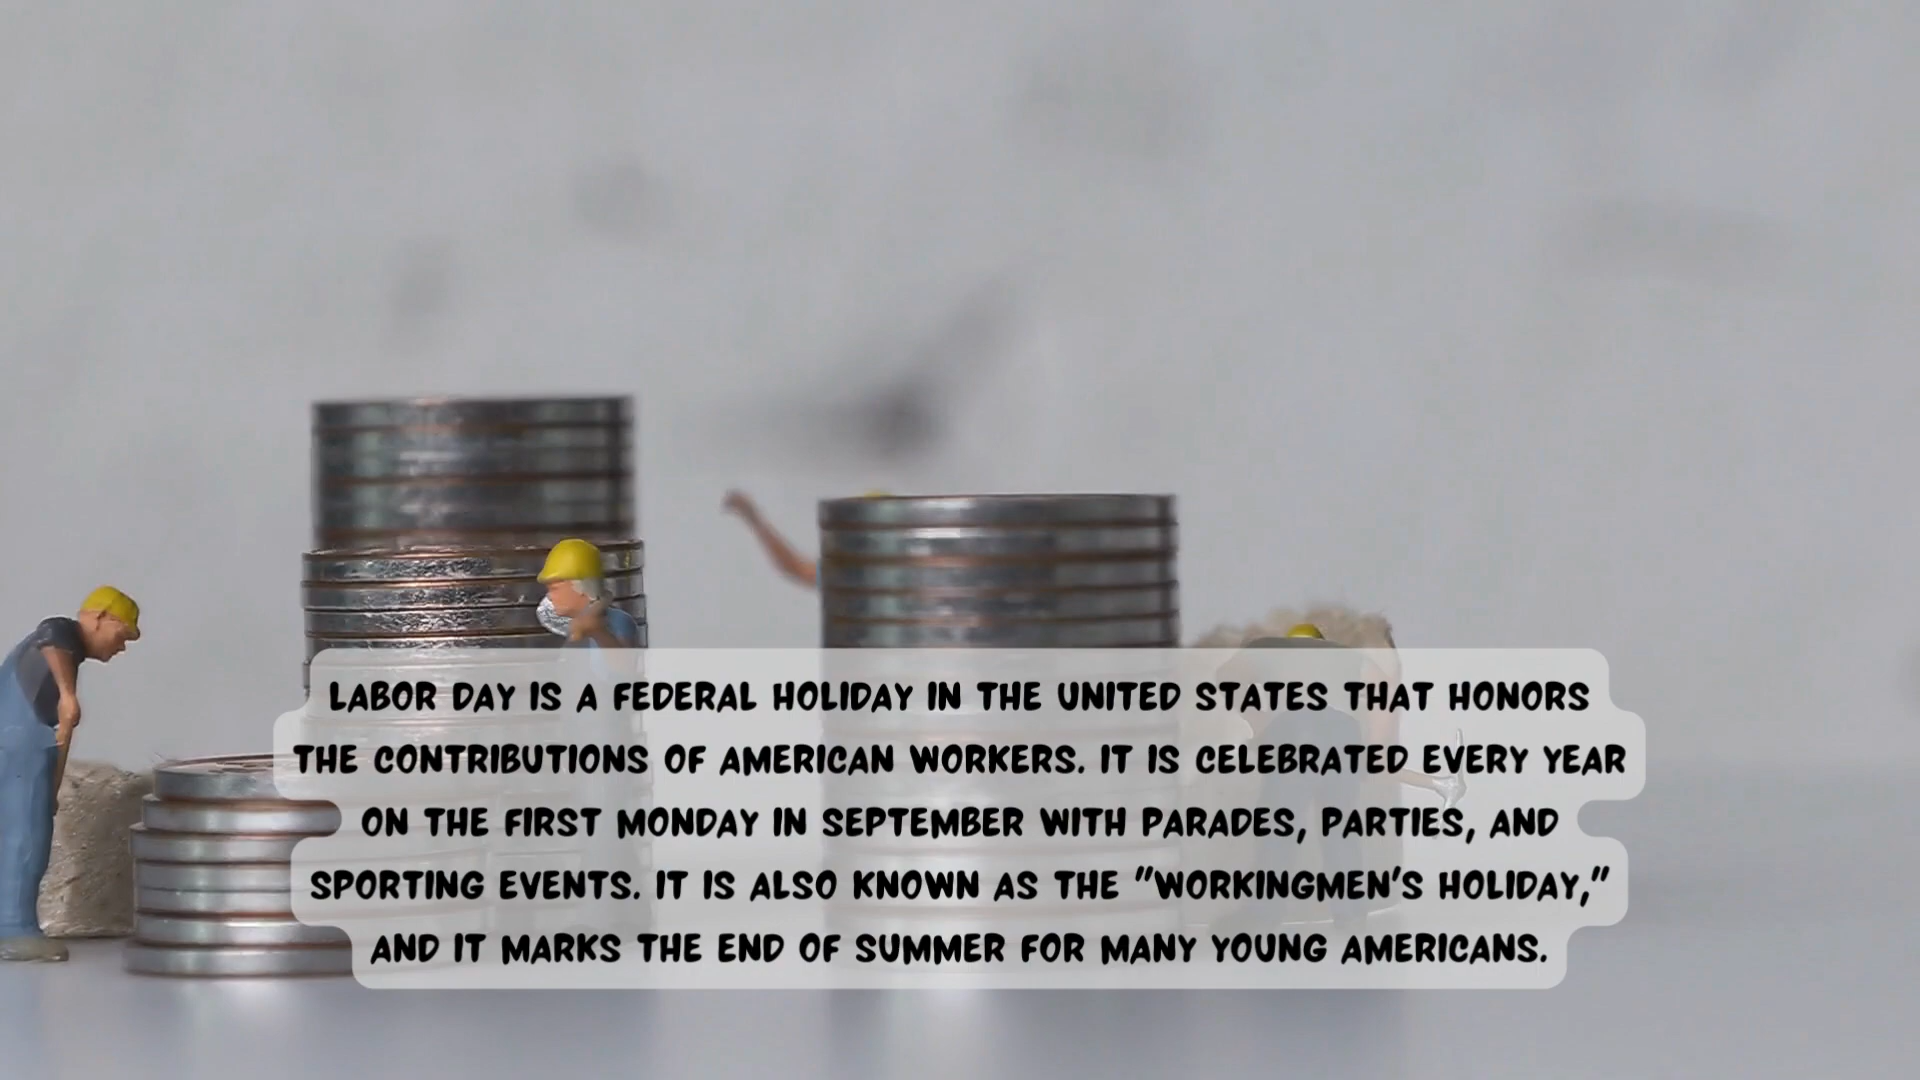 LABOR DAY IS A FEDERAL HOLIDAY IN THE UNITED STATES THAT HONORS
THE CONTRIBUTIONS OF AMERICAN WORKERS. IT IS CELEBRATED EVERY YEAR
ON THE FIRST MONDAY IN SEPTEMBER WITH PARADES, PARTIES, AND
SPORTING EVENTS. IT IS ALSO KNOWN AS THE "WORKINGMEN'S HOLIDAY,"
AND IT MARKS THE END OF SUMMER FOR MANY YOUNG AMERICANS.